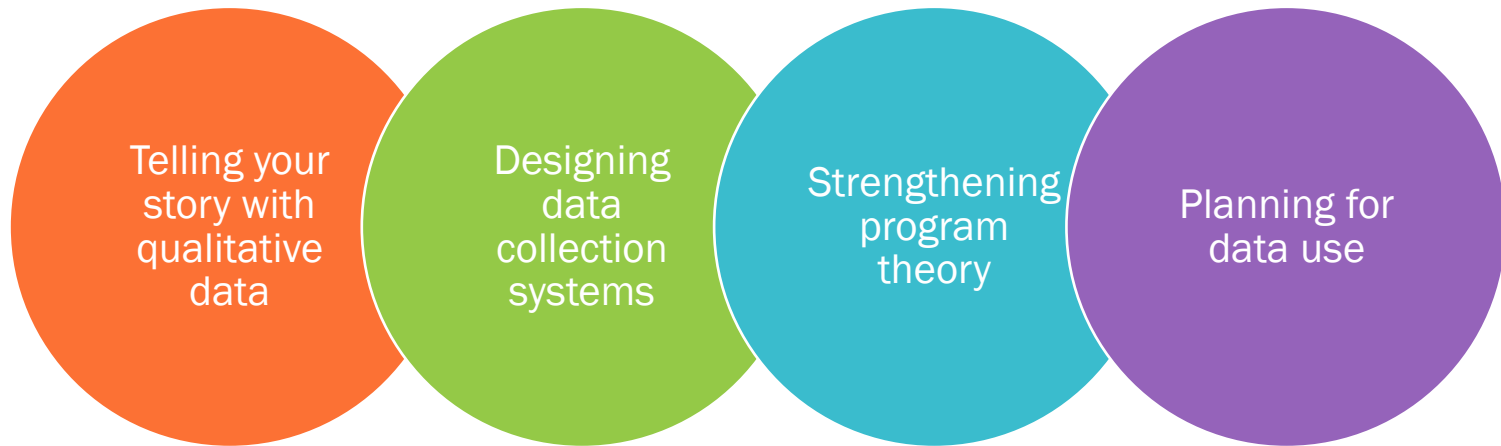 Telling your
story with
qualitative
data
Designing
data
collection
systems
Strengthening
program
theory
Planning for
data use